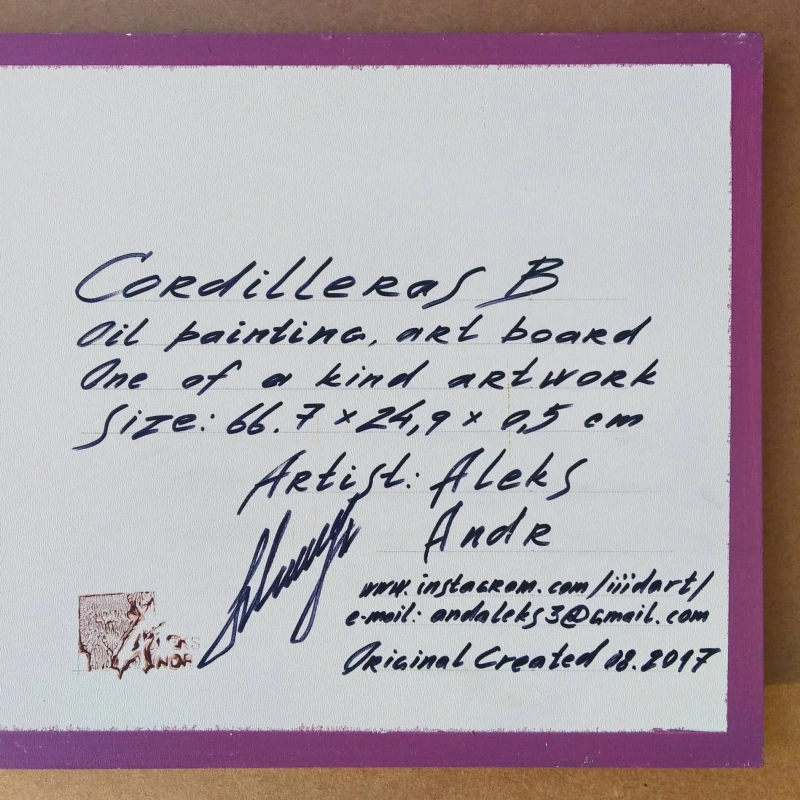 Cordilleras B
Oil painting, art board
One of a kind artwork
Size: 66.7 x 24,9 x 0,5 cm
Artist: Aleks
Andr
www.instagram.com/iiidart/
e-mail: andaleks3@gmail.com
Original Created 08.2017